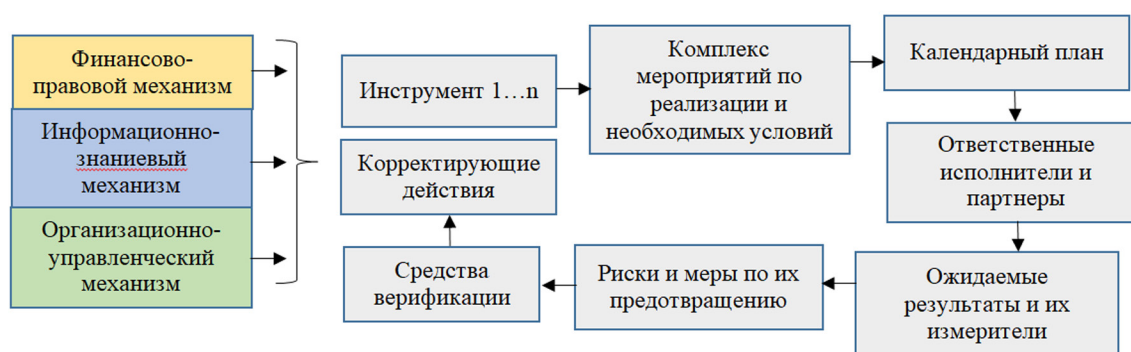 Финансово-
правовой механизм
Информационно-
знаниевый
механизм
Организационно-
управленческий
механизм
Инструмент 1…n
Комплекс
мероприятий по
реализации и
необходимых условий
Календарный план
Ответственные
исполнители и
партнеры
Ожидаемые
результаты и их
измерители
Риски и меры по их
предотвращению
Средства
верификации
Корректирующие
действия